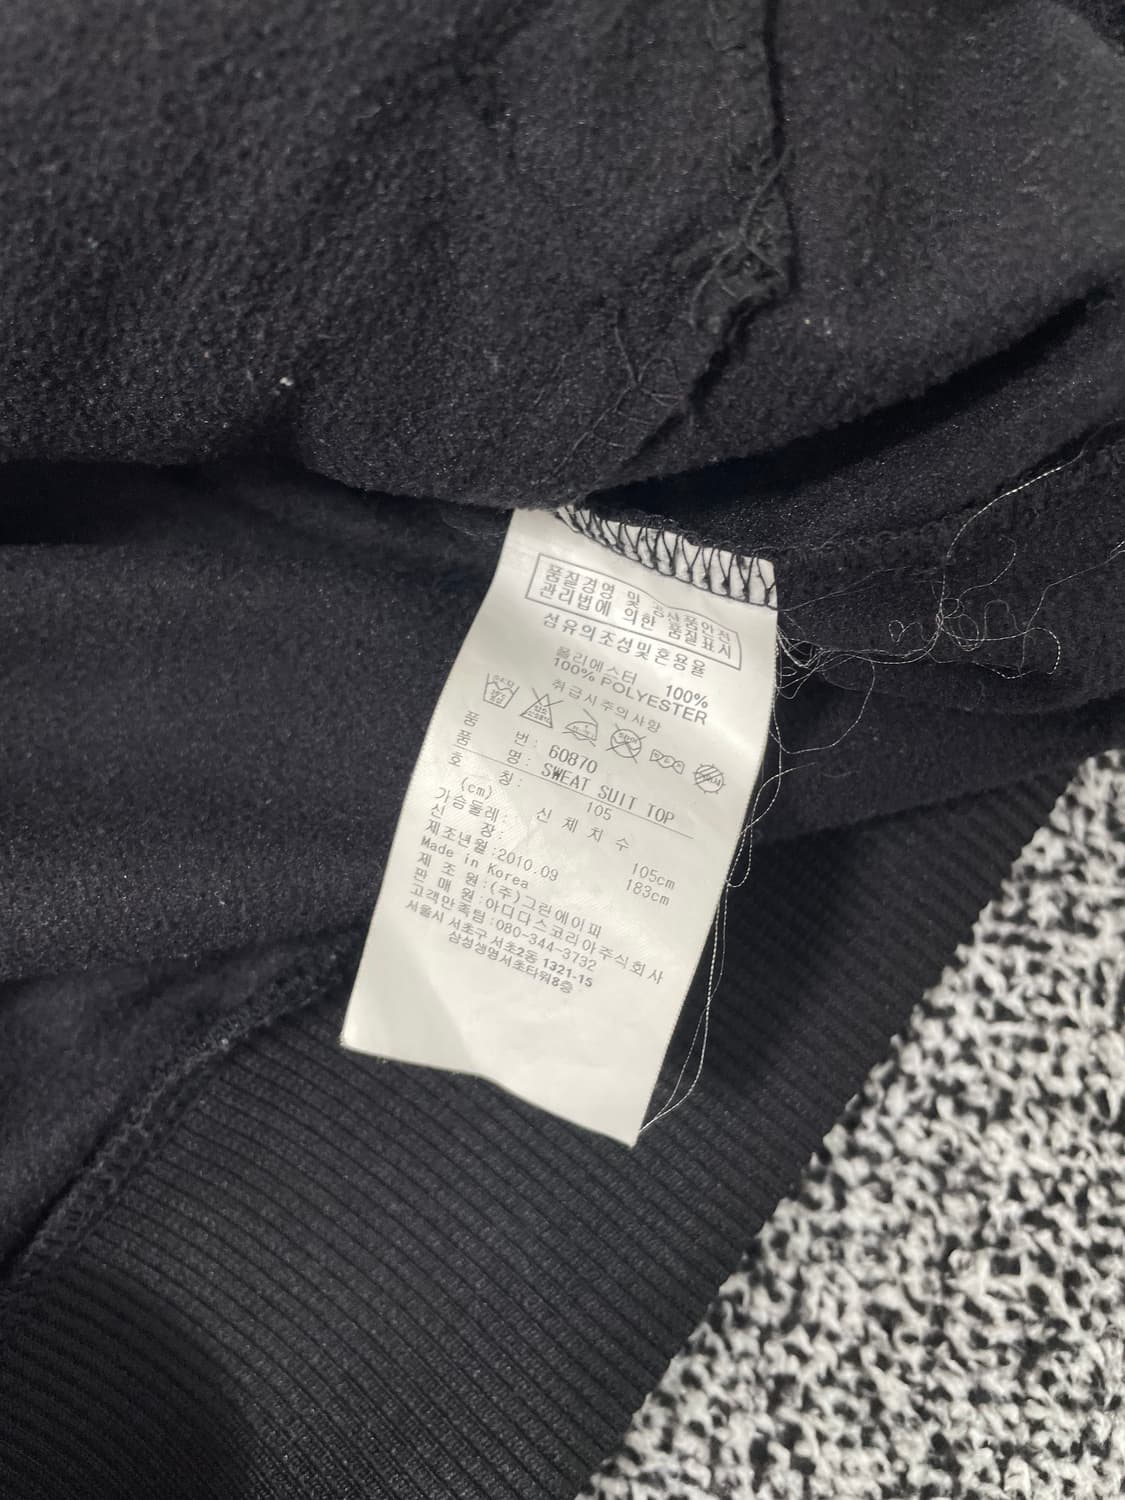 품질경영 및 공산품안전
관리법에 의한 품질표시
섬유의조성및혼용율
폴리에스터 100%
100% POLYESTER
취급시주의사항
품 번: 60870
품 명: SWEAT SUIT TOP
호 칭: 105
(cm) 신 체 치 수
가슴둘레: 105cm
신 장: 183cm
제조년월:2010.09
Made in Korea
제 조 원:(주)그린에이피
판 매 원:아디다스코리아주식회사
고객만족팀:080-344-3732
서울시 서초구 서초2동 1321-15
삼성생명서초타워8층